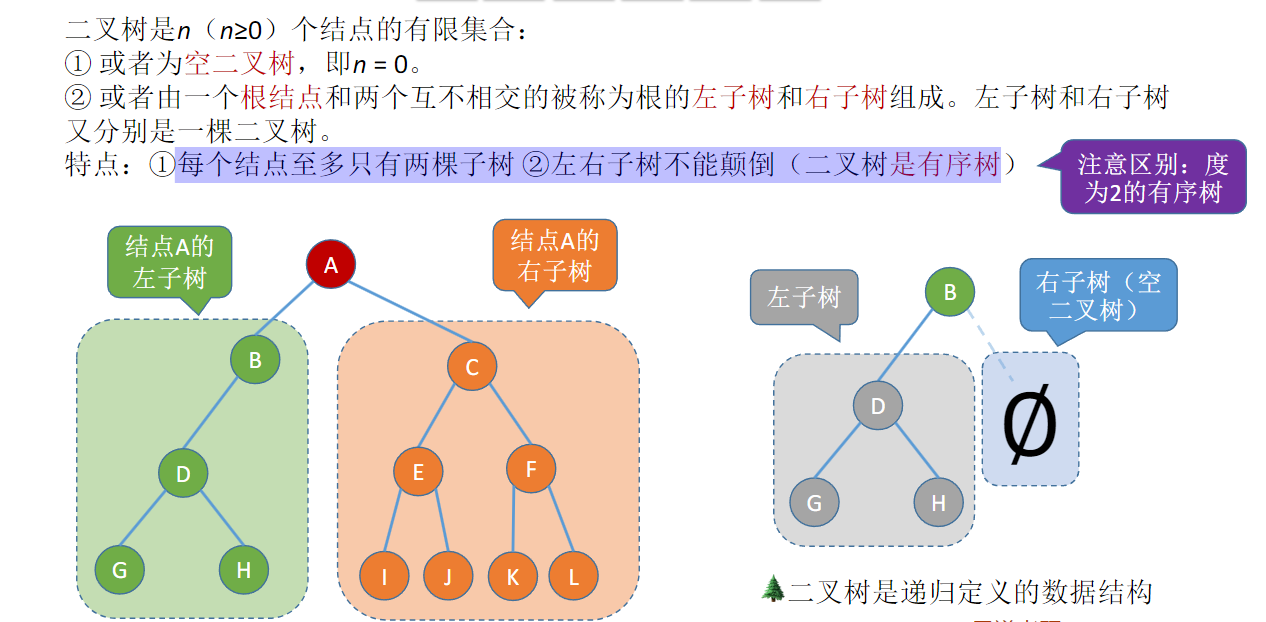 二叉树是n（n≥0）个结点的有限集合：
① 或者为空二叉树，即n = 0。
② 或者由一个根结点和两个互不相交的被称为根的左子树和右子树组成。左子树和右子树
又分别是一棵二叉树。
特点：①每个结点至多只有两棵子树 ②左右子树不能颠倒（二叉树是有序树）
注意区别：度
为2的有序树
结点A的
左子树
A
结点A的
右子树
B
C
D
E
F
G
H
I
J
K
L
左子树
B
右子树（空
二叉树）
D
Ø
G
H
二叉树是递归定义的数据结构